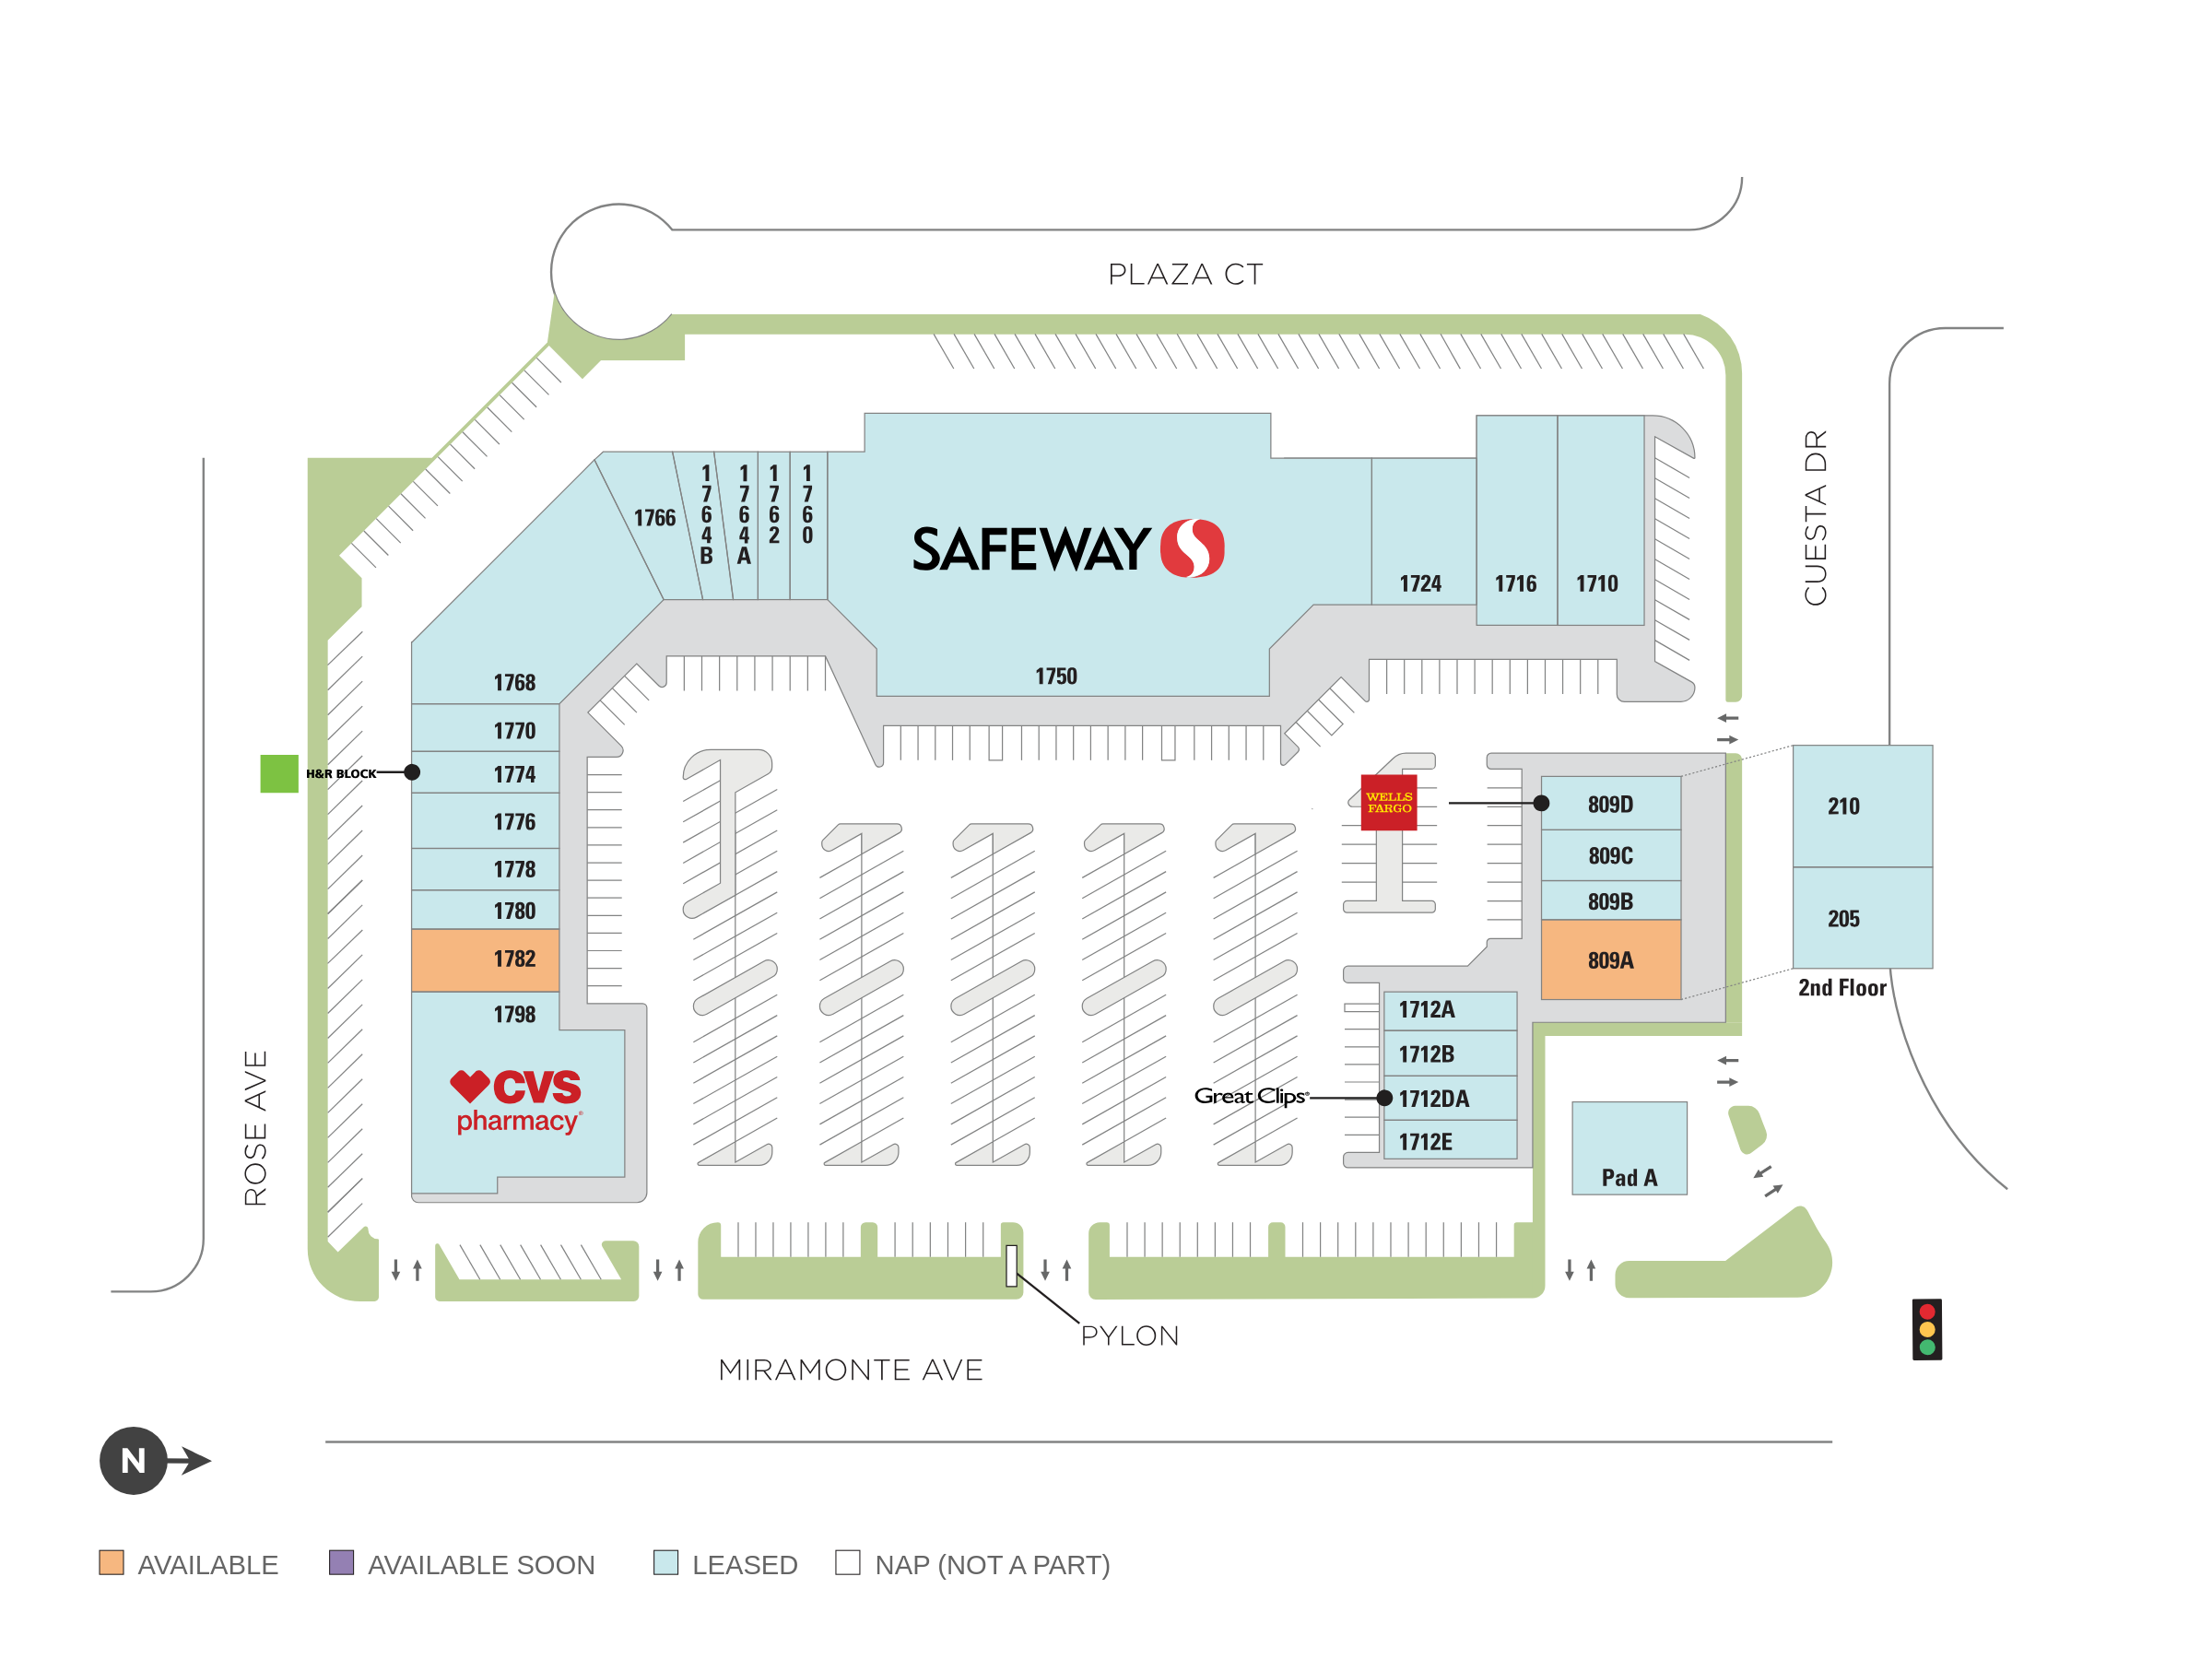 PLAZA CT
CUESTA DR
1766
1764B
1764A
1762
1760
SAFEWAY
1724
1716
1710
1750
1768
1770
H&R BLOCK
1774
1776
1778
1780
1782
1798
CVS
pharmacy®
WELLS
FARGO
809D
809C
809B
809A
210
205
2nd Floor
1712A
1712B
Great Clips®
1712DA
1712E
Pad A
ROSE AVE
PYLON
MIRAMONTE AVE
N
AVAILABLE
AVAILABLE SOON
LEASED
NAP (NOT A PART)